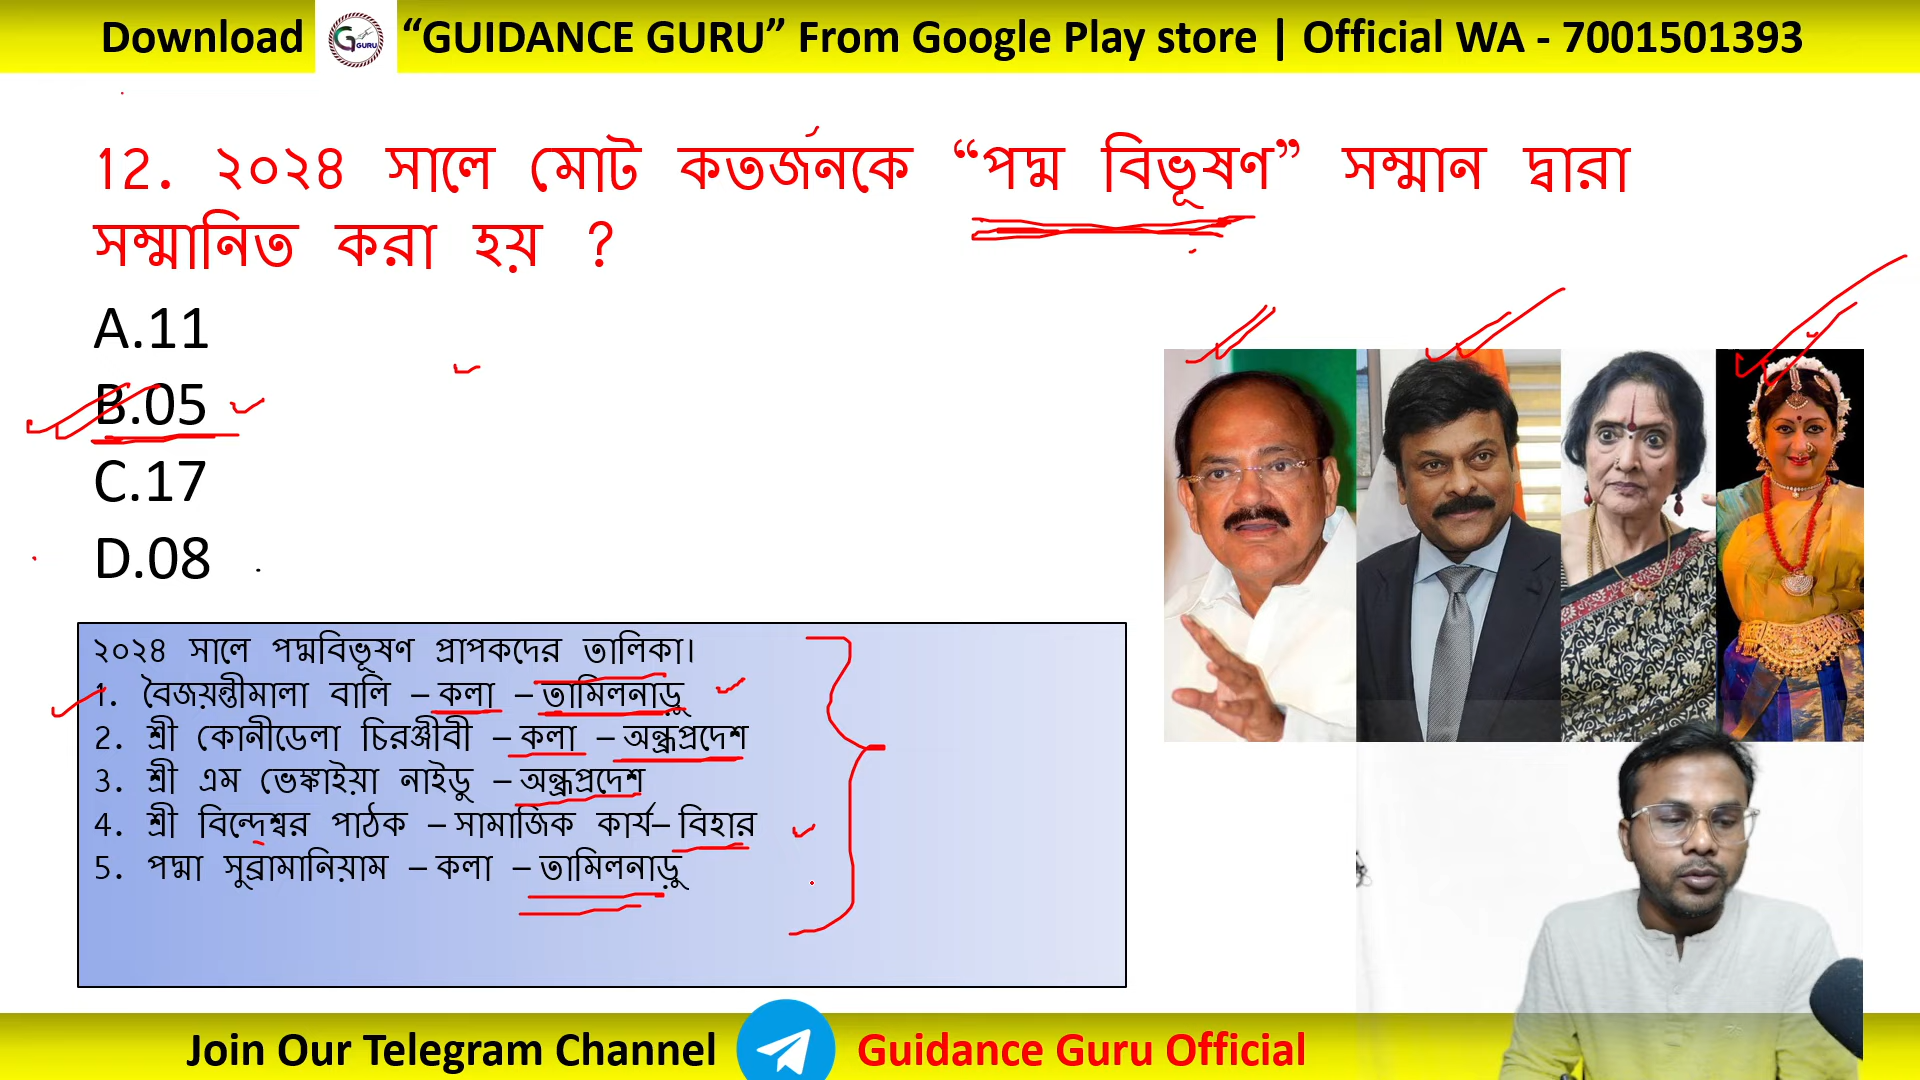 Download GURU “GUIDANCE GURU” From Google Play store | Official WA - 7001501393
12. ২০২৪ সালে মোট কতজনকে “পদ্ম বিভূষণ” সম্মান দ্বারা
সম্মানিত করা হয় ?
A.11
B.05
C.17
D.08
২০২৪ সালে পদ্মবিভূষণ প্রাপকদের তালিকা।
1. বৈজয়ন্তীমালা বালি – কলা – তামিলনাড়ু
2. শ্রী কোনীডেলা চিরঞ্জীবী – কলা – অন্ধ্রপ্রদেশ
3. শ্রী এম ভেঙ্কাইয়া নাইডু – অন্ধ্রপ্রদেশ
4. শ্রী বিন্দেশ্বর পাঠক – সামাজিক কার্য– বিহার
5. পদ্মা সুব্রামানিয়াম – কলা – তামিলনাড়ু
Join Our Telegram Channel Guidance Guru Official